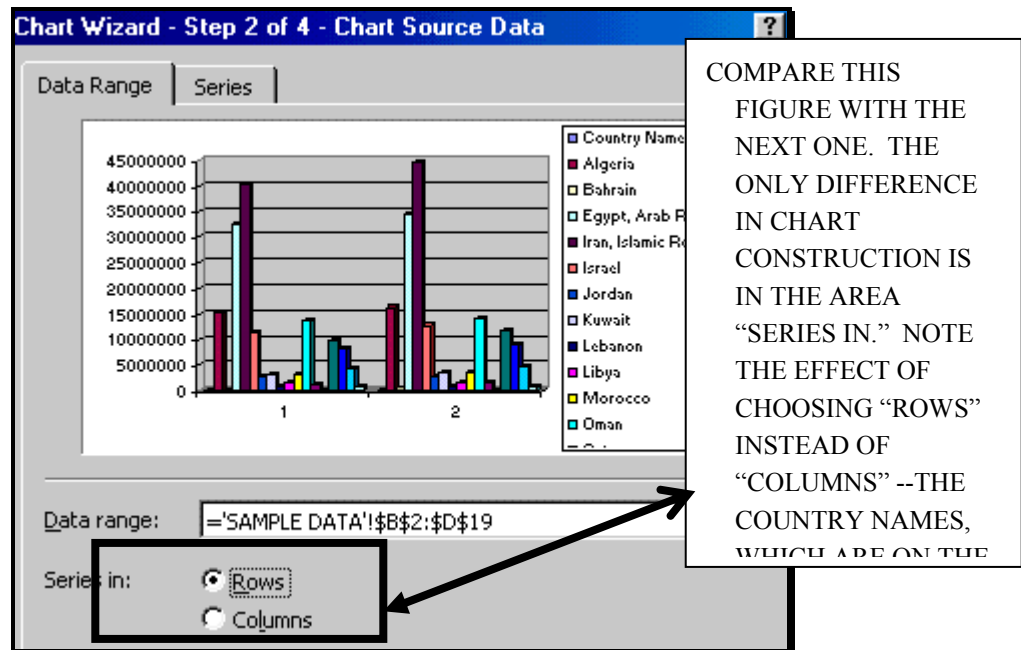 Chart Wizard - Step 2 of 4 - Chart Source Data
?
Data Range
Series
45000000
40000000
35000000
30000000
25000000
20000000
15000000
10000000
5000000
0
1
2
Country Name
Algeria
Bahrain
Egypt, Arab R
Iran, Islamic Re
Israel
Jordan
Kuwait
Lebanon
Libya
Morocco
Oman
Data range:
='SAMPLE DATA'!$B$2:$D$19
Series in:
Rows
Columns
COMPARE THIS
FIGURE WITH THE
NEXT ONE. THE
ONLY DIFFERENCE
IN CHART
CONSTRUCTION IS
IN THE AREA
“SERIES IN.” NOTE
THE EFFECT OF
CHOOSING “ROWS”
INSTEAD OF
“COLUMNS” --THE
COUNTRY NAMES,
WHICH ARE ON THE